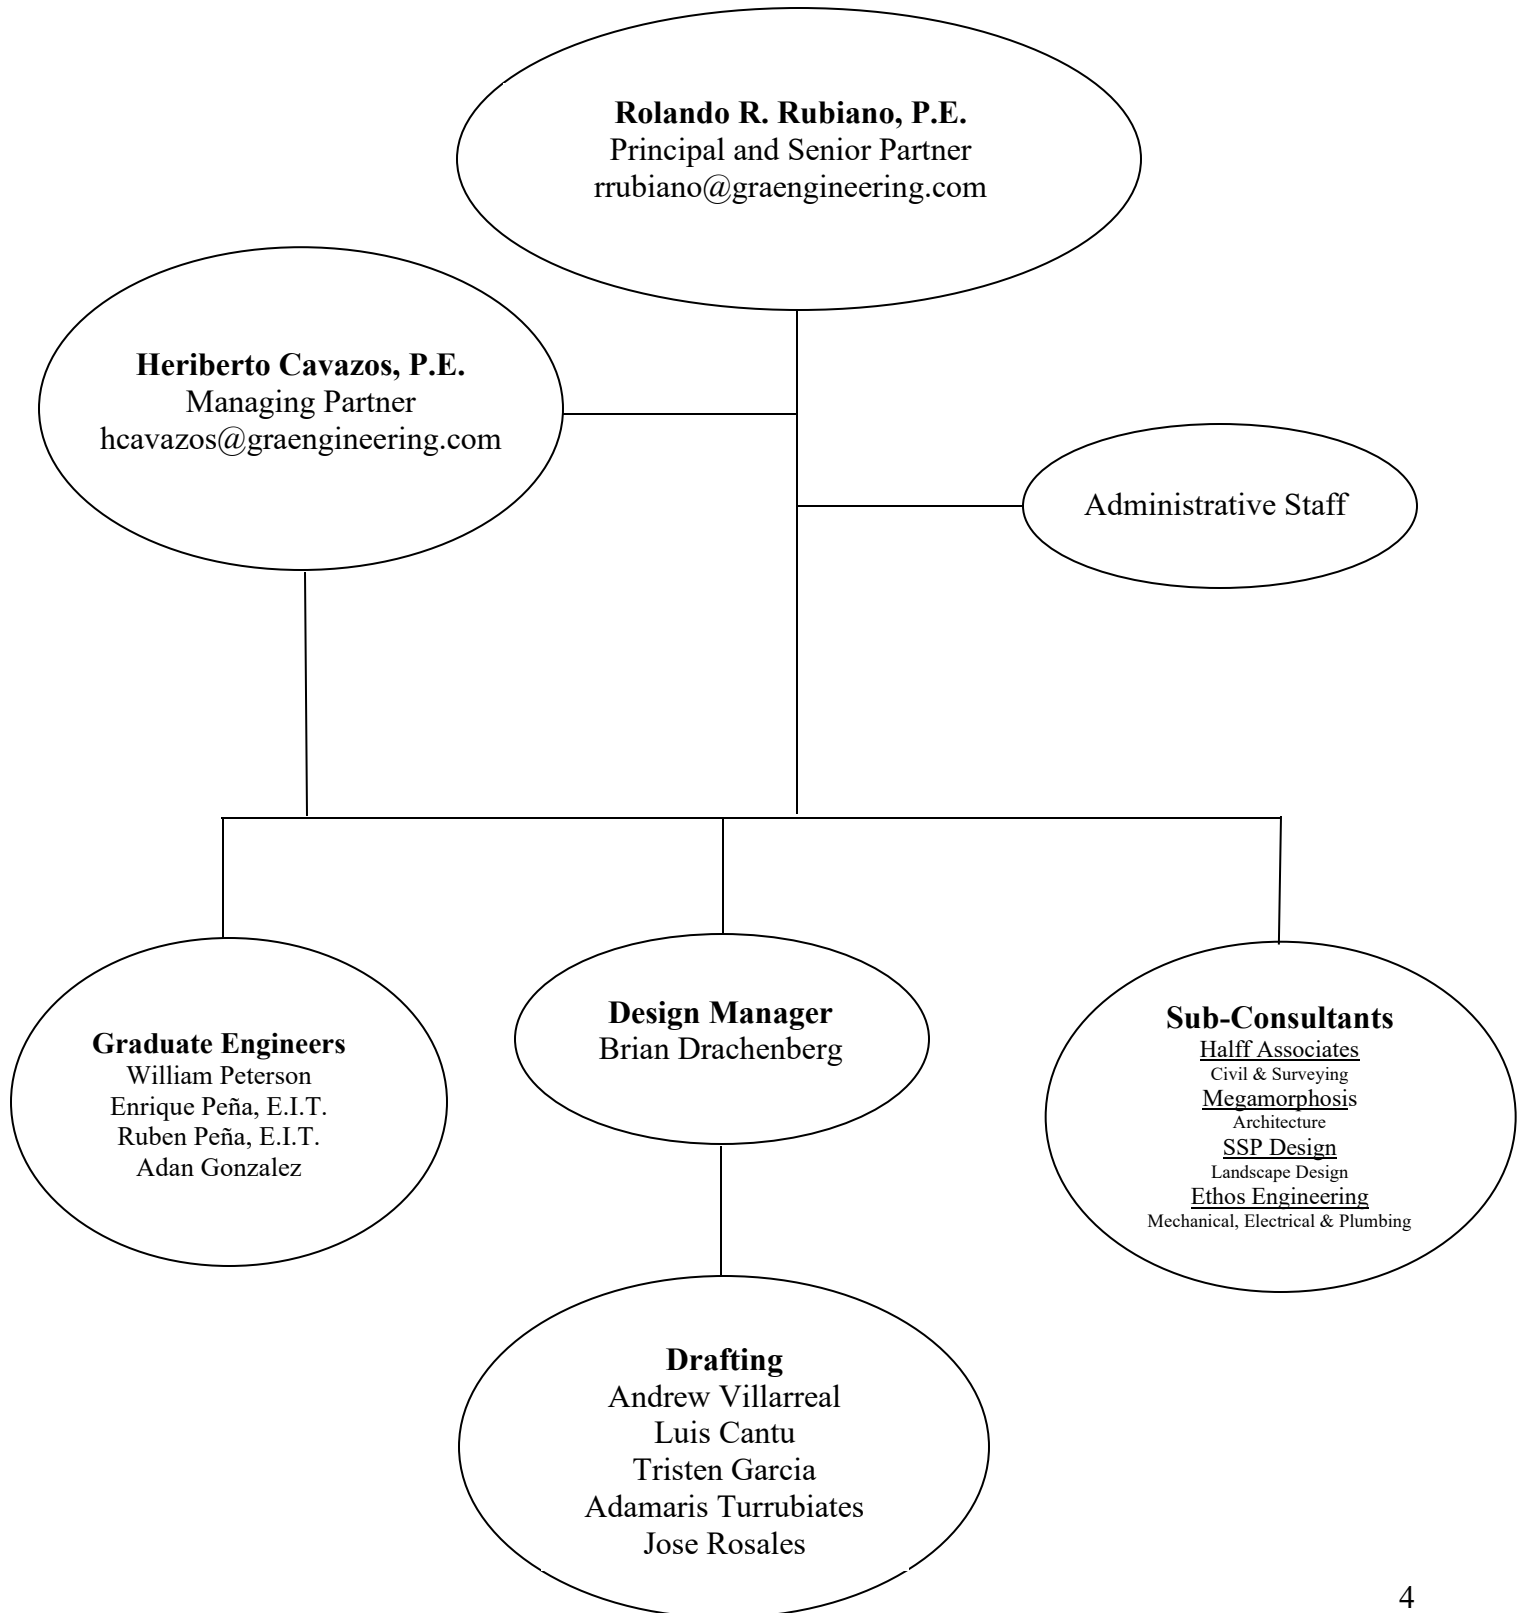 Rolando R. Rubiano, P.E.
Principal and Senior Partner
rrubiano@graengineering.com
Heriberto Cavazos, P.E.
Managing Partner
hcavazos@graengineering.com
Administrative Staff
Graduate Engineers
William Peterson
Enrique Peña, E.I.T.
Ruben Peña, E.I.T.
Adan Gonzalez
Design Manager
Brian Drachenberg
Sub-Consultants
Halff Associates
Civil & Surveying
Megamorphosis
Architecture
SSP Design
Landscape Design
Ethos Engineering
Mechanical, Electrical & Plumbing
Drafting
Andrew Villarreal
Luis Cantu
Tristen Garcia
Adamaris Turrubiates
Jose Rosales
4